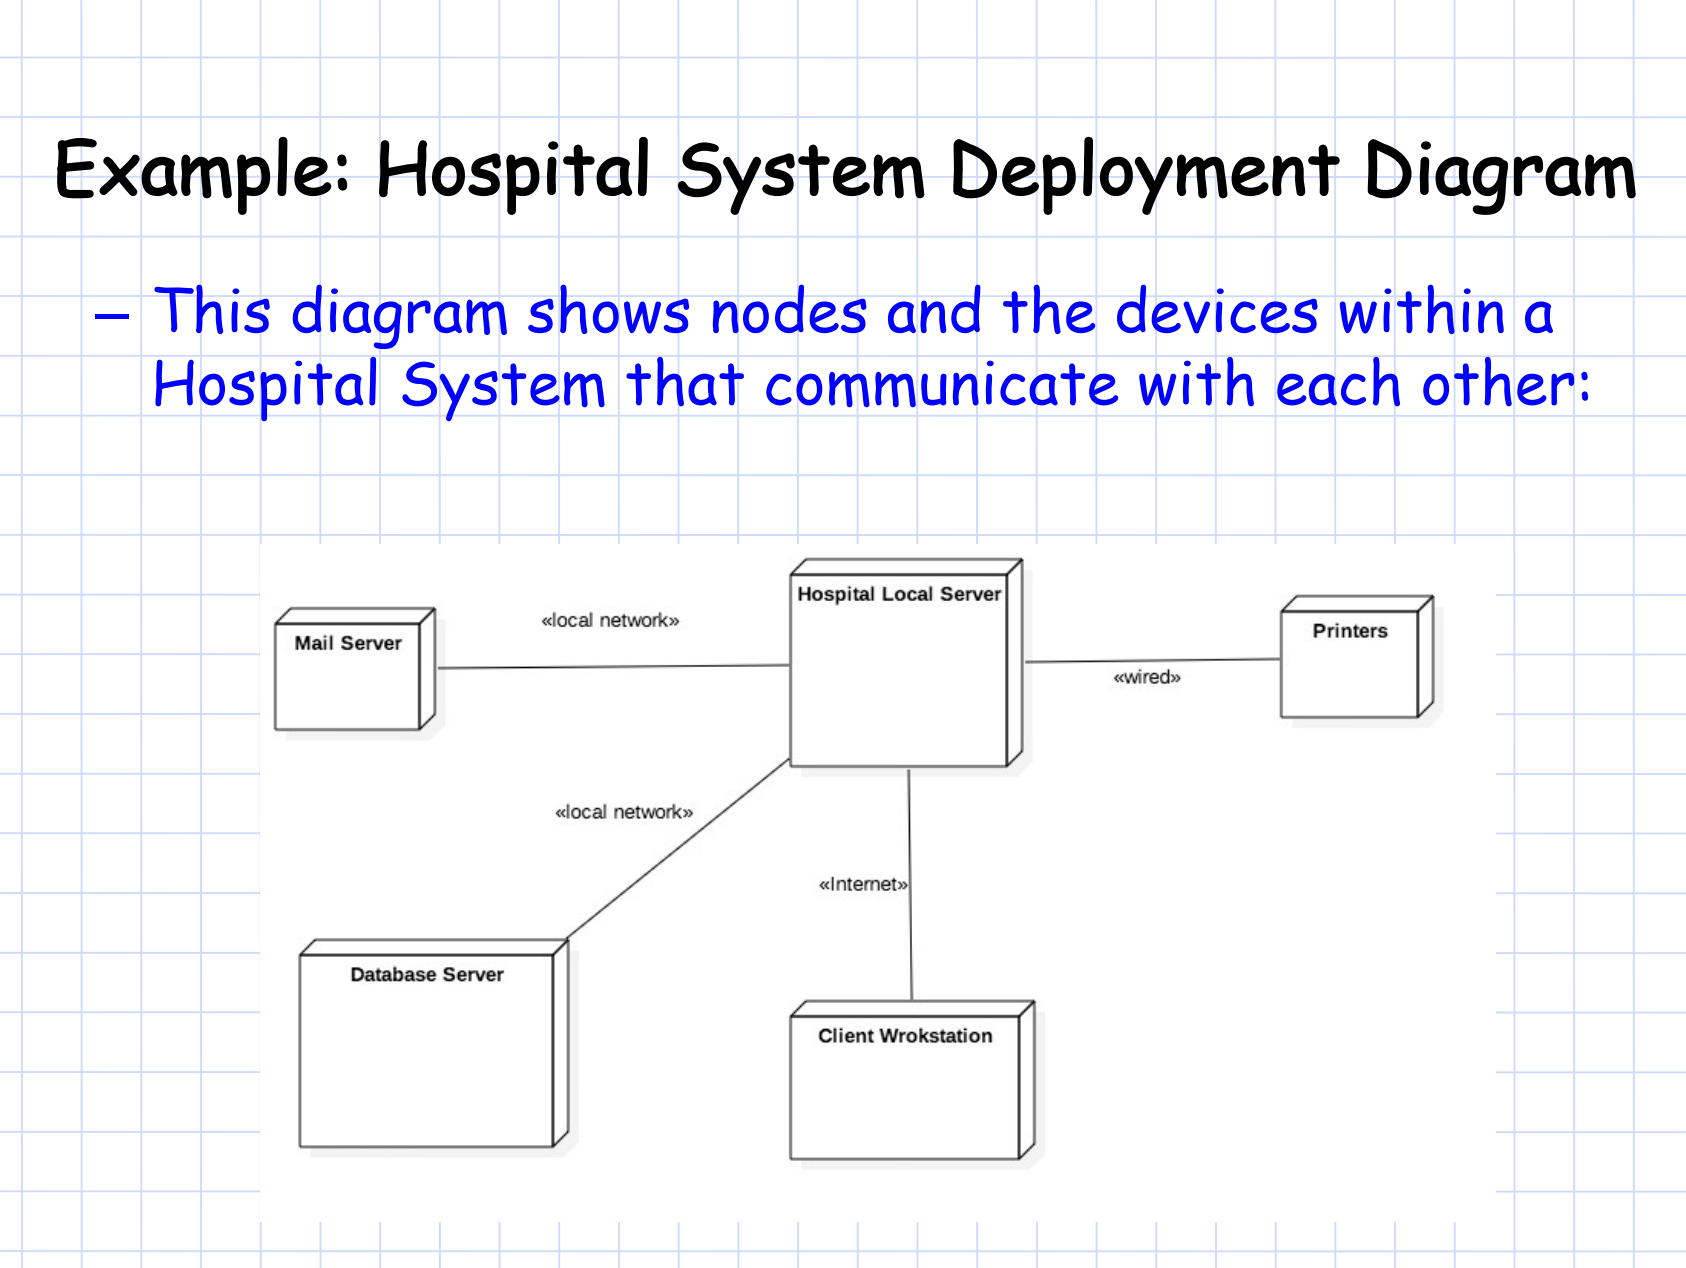 Example: Hospital System Deployment Diagram
– This diagram shows nodes and the devices within a
Hospital System that communicate with each other:
Hospital Local Server
«local network»
Printers
Mail Server
«wired»
«local network»
«Internet»
Database Server
Client Wrokstation